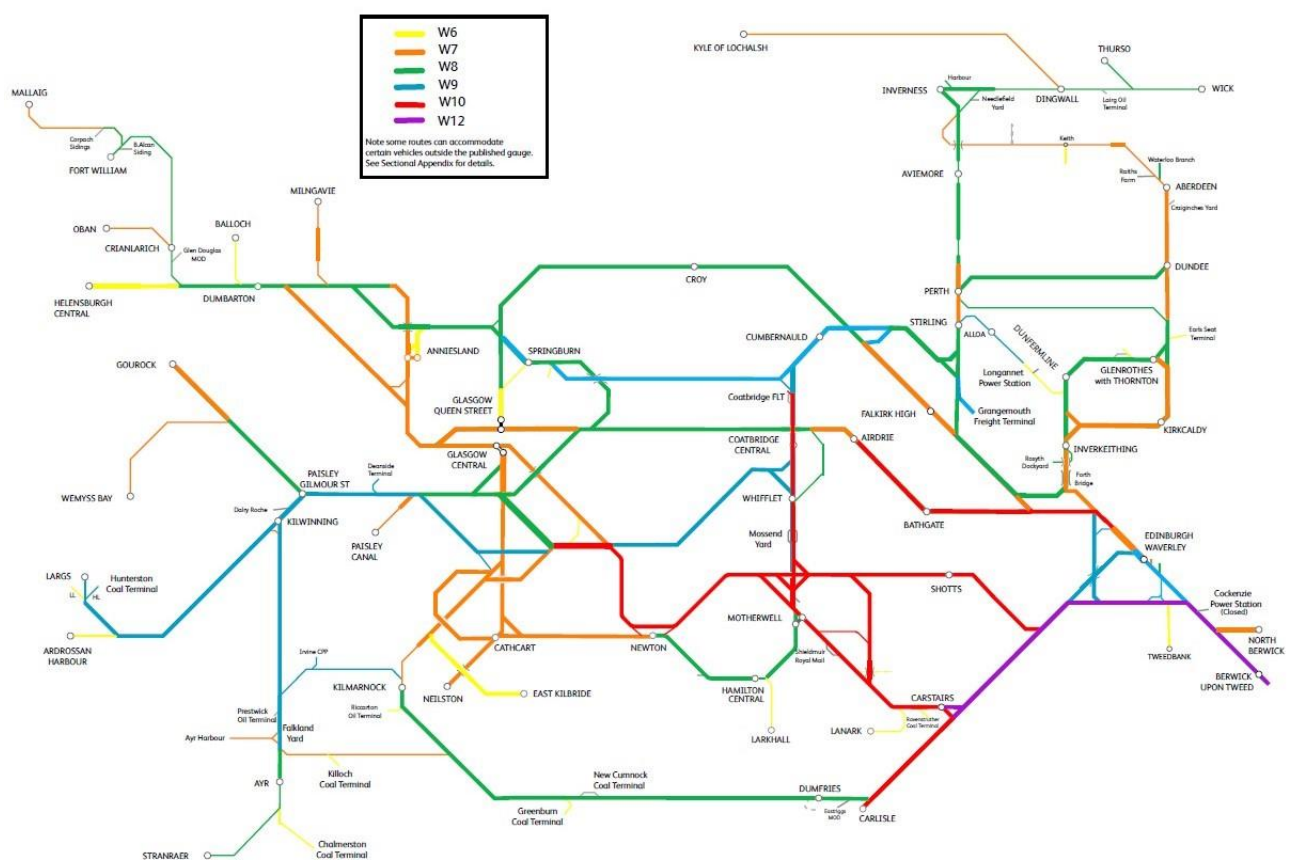 W6
W7
W8
W9
W10
W12
Note some routes can accommodate
certain vehicles outside the published gauge.
See Sectional Appendix for details.
KYLE OF LOCHALSH
THURSO
Harbour
INVERNESS
Needlefield
Yard
DINGWALL
Lairg Oil
Terminal
WICK
MALLAIG
Corpach
Sidings
B.Alcan
Siding
FORT WILLIAM
Keith
Waterloo Branch
Raiths
Farm
AVIEMORE
ABERDEEN
Craiginches Yard
MILNGAVIE
OBAN
BALLOCH
CRIANLARICH
Glen Douglas
MOD
CROY
DUNDEE
HELENSBURGH
CENTRAL
DUMBARTON
PERTH
STIRLING
ALLOA
DUNFERMLINE
Earls Seat
Terminal
CUMBERNAULD
ANNIESLAND
SPRINGBURN
GOUROCK
Longannet
Power Station
GLENROTHES
with THORNTON
GLASGOW
QUEEN STREET
Coatbridge FLT
FALKIRK HIGH
Grangemouth
Freight Terminal
KIRKCALDY
GLASGOW
CENTRAL
COATBRIDGE
CENTRAL
AIRDRIE
INVERKEITHING
Rosyth
Dockyard
Forth
Bridge
PAISLEY
GILMOUR ST
Deanside
Terminal
WEMYSS BAY
WHIFFLET
Dalry Roche
KILWINNING
BATHGATE
PAISLEY
CANAL
Mossend
Yard
EDINBURGH
WAVERLEY
LARGS
Hunterston
Coal Terminal
LL
HL
SHOTTS
Cockenzie
Power Station
(Closed)
MOTHERWELL
ARDROSSAN
HARBOUR
CATHCART
NEWTON
Shieldmuir
Royal Mail
TWEEDBANK
NORTH
BERWICK
Irvine CPP
KILMARNOCK
NEILSTON
EAST KILBRIDE
HAMILTON
CENTRAL
BERWICK
UPON TWEED
Prestwick
Oil Terminal
Riccarton
Oil Terminal
CARSTAIRS
Ravenstruther
Coal Terminal
LANARK
LARKHALL
Ayr Harbour
Falkland
Yard
Killoch
Coal Terminal
AYR
New Cumnock
Coal Terminal
DUMFRIES
Greenburn
Coal Terminal
Eastriggs
MOD
CARLISLE
Chalmerston
Coal Terminal
STRANRAER